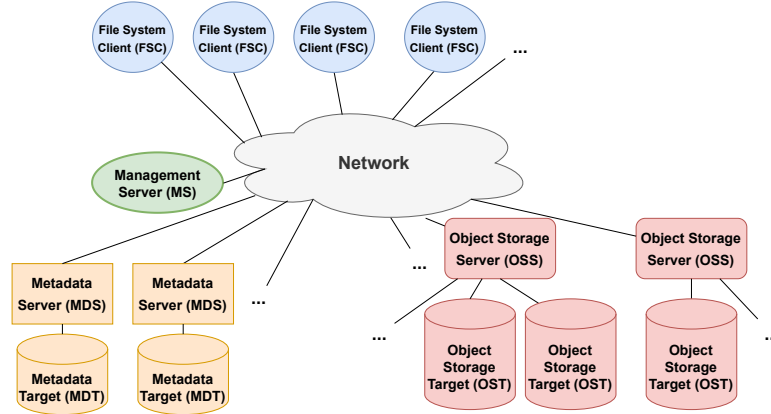 File System
Client (FSC)
File System
Client (FSC)
File System
Client (FSC)
File System
Client (FSC)
...
Network
Management
Server (MS)
Object Storage
Server (OSS)
Object Storage
Server (OSS)
Metadata
Server (MDS)
Metadata
Server (MDS)
...
...
...
...
Metadata
Target (MDT)
Metadata
Target (MDT)
Object
Storage
Target (OST)
Object
Storage
Target (OST)
Object
Storage
Target (OST)